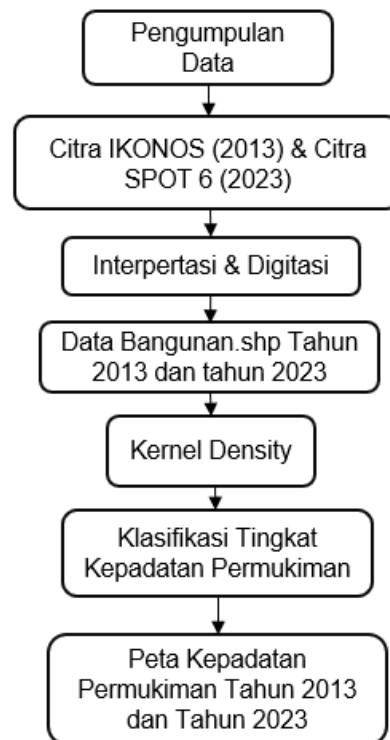 Pengumpulan
Data
Citra IKONOS (2013) & Citra
SPOT 6 (2023)
Interpertasi & Digitasi
Data Bangunan.shp Tahun
2013 dan tahun 2023
Kernel Density
Klasifikasi Tingkat
Kepadatan Permukiman
Peta Kepadatan
Permukiman Tahun 2013
dan Tahun 2023